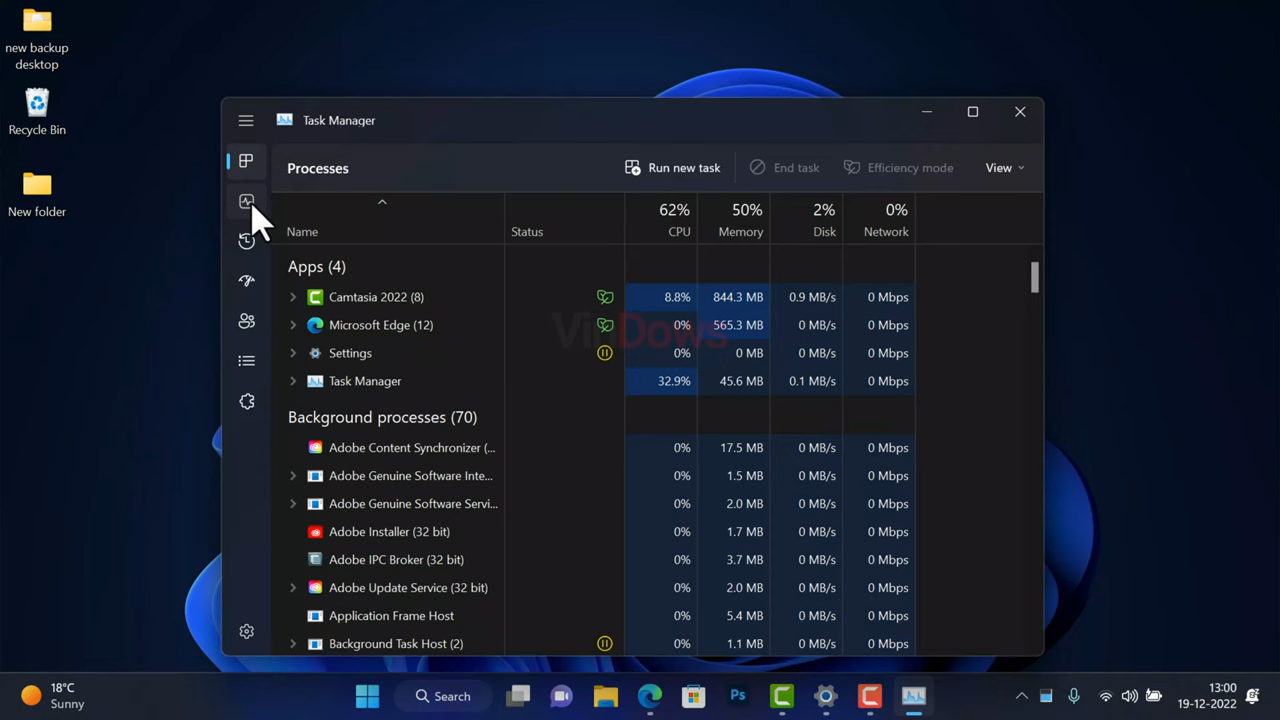 new backup
desktop
Recycle Bin
New folder
Task Manager
Processes
Run new task
End task
Efficiency mode
View
Name
Status
62%
CPU
50%
Memory
2%
Disk
0%
Network
Apps (4)
Camtasia 2022 (8) 8.8% 844.3 MB 0.9 MB/s 0 Mbps
Microsoft Edge (12) 0% 565.3 MB 0 MB/s 0 Mbps
VinDows
Settings 0% 0 MB 0 MB/s 0 Mbps
Task Manager 32.9% 45.6 MB 0.1 MB/s 0 Mbps
Background processes (70)
Adobe Content Synchronizer (... 0% 17.5 MB 0 MB/s 0 Mbps
Adobe Genuine Software Inte... 0% 1.5 MB 0 MB/s 0 Mbps
Adobe Genuine Software Servi... 0% 2.0 MB 0 MB/s 0 Mbps
Adobe Installer (32 bit) 0% 1.7 MB 0 MB/s 0 Mbps
Adobe IPC Broker (32 bit) 0% 3.7 MB 0 MB/s 0 Mbps
Adobe Update Service (32 bit) 0% 2.0 MB 0 MB/s 0 Mbps
Application Frame Host 0% 5.4 MB 0 MB/s 0 Mbps
Background Task Host (2) 0% 1.1 MB 0 MB/s 0 Mbps
18°C
Sunny
Search
Ps
13:00
19-12-2022